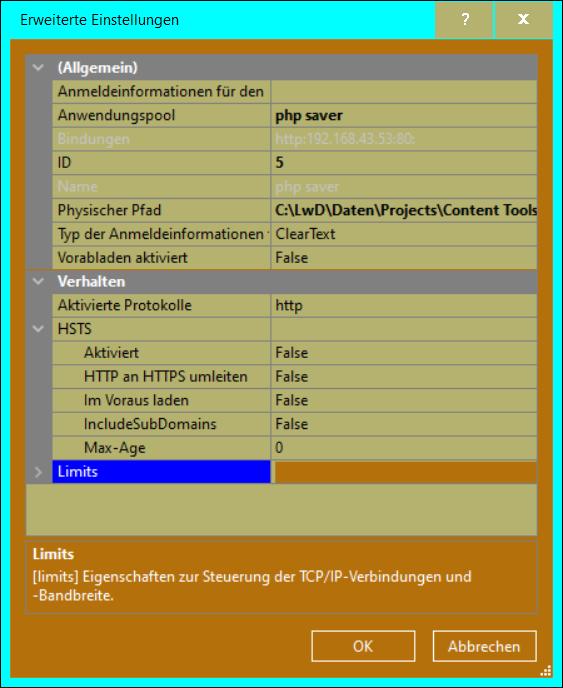 Erweiterte Einstellungen ? x
(Allgemein)
Anmeldeinformationen für den
Anwendungspool php saver
Bindungen http:192.168.43.53:80:
ID 5
Name php saver
Physischer Pfad C:\LwD\Daten\Projects\Content Tools
Typ der Anmeldeinformationen ClearText
Vorabladen aktiviert False
Verhalten
Aktivierte Protokolle http
HSTS
Aktiviert False
HTTP an HTTPS umleiten False
Im Voraus laden False
IncludeSubDomains False
Max-Age 0
Limits
Limits
[limits] Eigenschaften zur Steuerung der TCP/IP-Verbindungen und
-Bandbreite.
OK Abbrechen